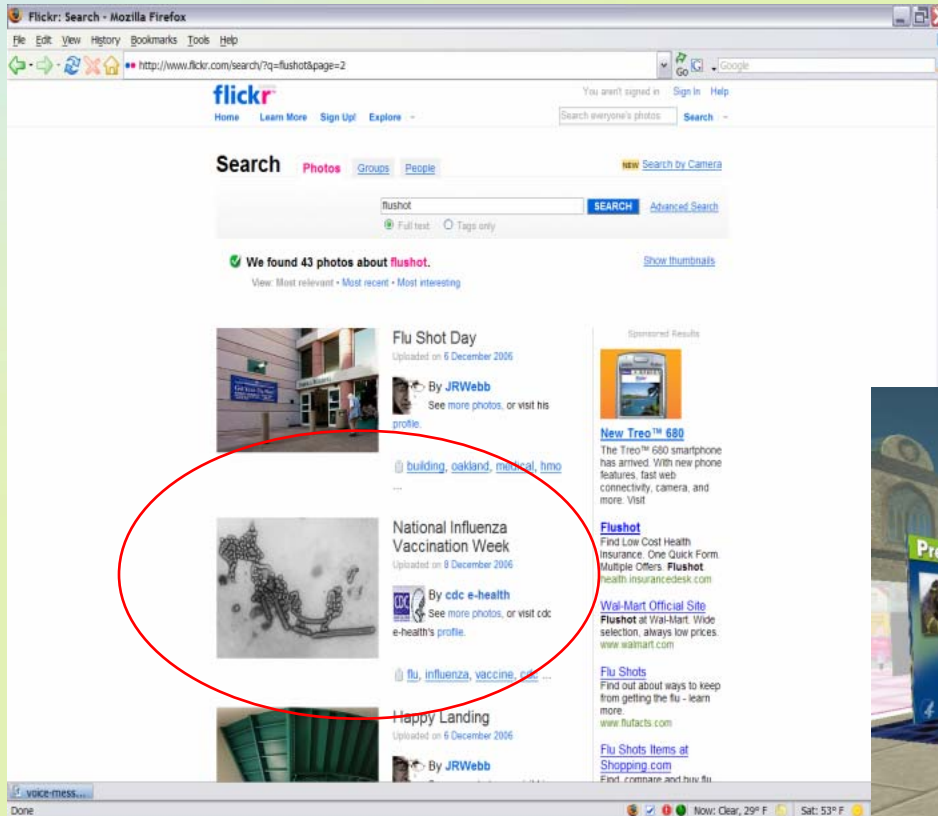 Flickr: Search - Mozilla Firefox
File Edit View History Bookmarks Tools Help
http://www.flickr.com/search/?q=flushot&page=2
Go
Google
flickr
You aren't signed in Sign In Help
Home Learn More Sign Up! Explore
Search everyone's photos Search
Search Photos Groups People
NEW Search by Camera
flushot SEARCH Advanced Search
Full text Tags only
We found 43 photos about flushot.
Show thumbnails
View: Most relevant • Most recent • Most interesting
Flu Shot Day
Uploaded on 6 December 2006
By JRWebb
See more photos, or visit his
profile.
building, oakland, medical, hmo
...
National Influenza
Vaccination Week
Uploaded on 8 December 2006
CDC
By cdc e-health
See more photos, or visit cdc
e-health's profile.
flu, influenza, vaccine, cdc ...
Happy Landing
Uploaded on 6 December 2006
By JRWebb
Sponsored Results
New Treo™ 680
The Treo™ 680 smartphone
has arrived. With new phone
features, fast web
connectivity, camera, and
more. Visit
Flushot
Find Low Cost Health
Insurance. One Quick Form.
Multiple Offers. Flushot.
health.insurancedesk.com
Wal-Mart Official Site
Flushot at Wal-Mart. Wide
selection, always low prices.
www.walmart.com
Flu Shots
Find out about ways to keep
from getting the flu - learn
more.
www.flufacts.com
Flu Shots Items at
Shopping.com
Find, compare and buy flu
Pre
voice-mess...
Done
Now: Clear, 29° F Sat: 53° F